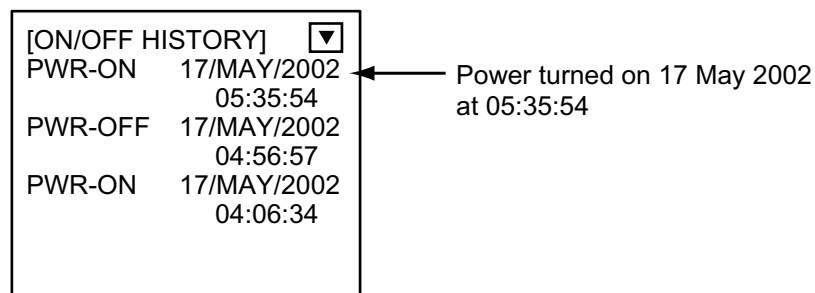 [ON/OFF HISTORY] ▼
PWR-ON 17/MAY/2002
05:35:54
PWR-OFF 17/MAY/2002
04:56:57
PWR-ON 17/MAY/2002
04:06:34
Power turned on 17 May 2002
at 05:35:54